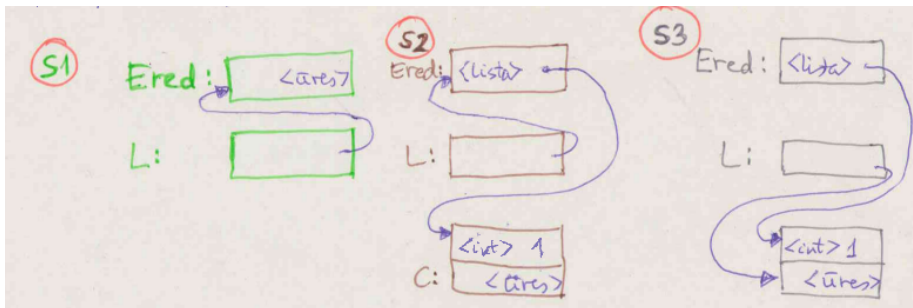 S1
Ered: <üres>
L:
S2
Ered: <lista>
L:
<int> 1
C: <üres>
S3
Ered: <lista>
L:
<int> 1
<üres>